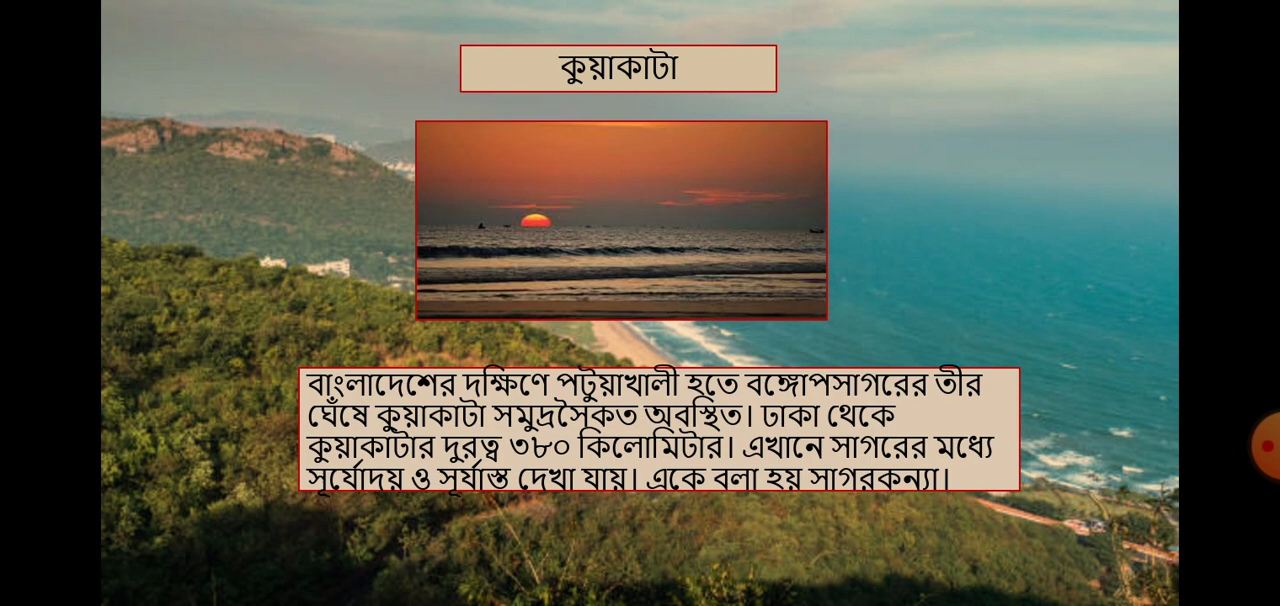 কুয়াকাটা
বাংলাদেশের দক্ষিণে পটুয়াখালী হতে বঙ্গোপসাগরের তীর
ঘেঁষে কুয়াকাটা সমুদ্রসৈকত অবস্থিত। ঢাকা থেকে
কুয়াকাটার দুরত্ব ৩৮০ কিলোমিটার। এখানে সাগরের মধ্যে
সূর্যোদয় ও সূর্যাস্ত দেখা যায়। একে বলা হয় সাগরকন্যা।